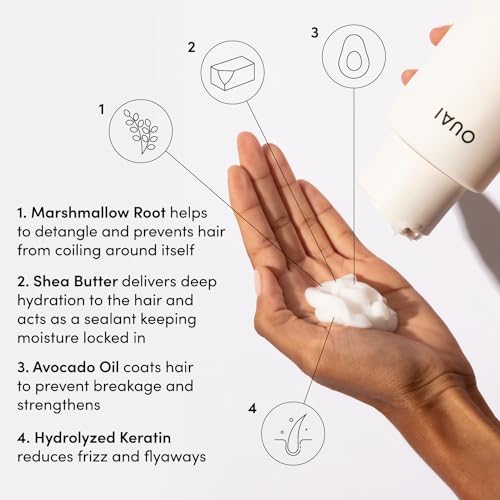 3
2
OUAI
1
1. Marshmallow Root helps
to detangle and prevents hair
from coiling around itself
2. Shea Butter delivers deep
hydration to the hair and
acts as a sealant keeping
moisture locked in
3. Avocado Oil coats hair
to prevent breakage and
strengthens
4. Hydrolyzed Keratin
reduces frizz and flyaways
4